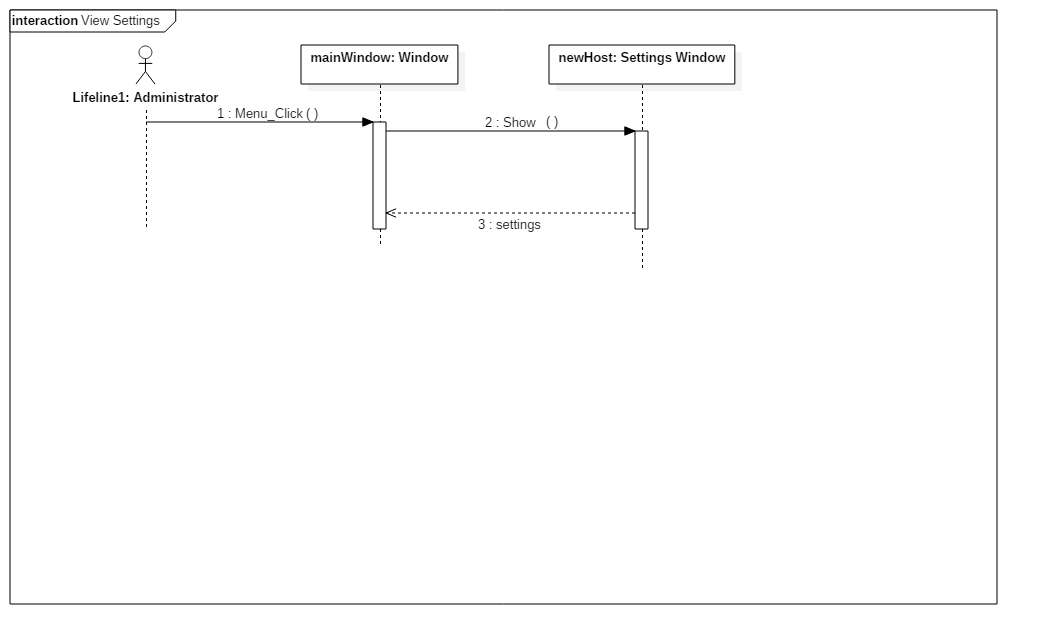 interaction View Settings
mainWindow: Window
newHost: Settings Window
Lifeline1: Administrator
1 : Menu_Click ( )
2 : Show ( )
3 : settings